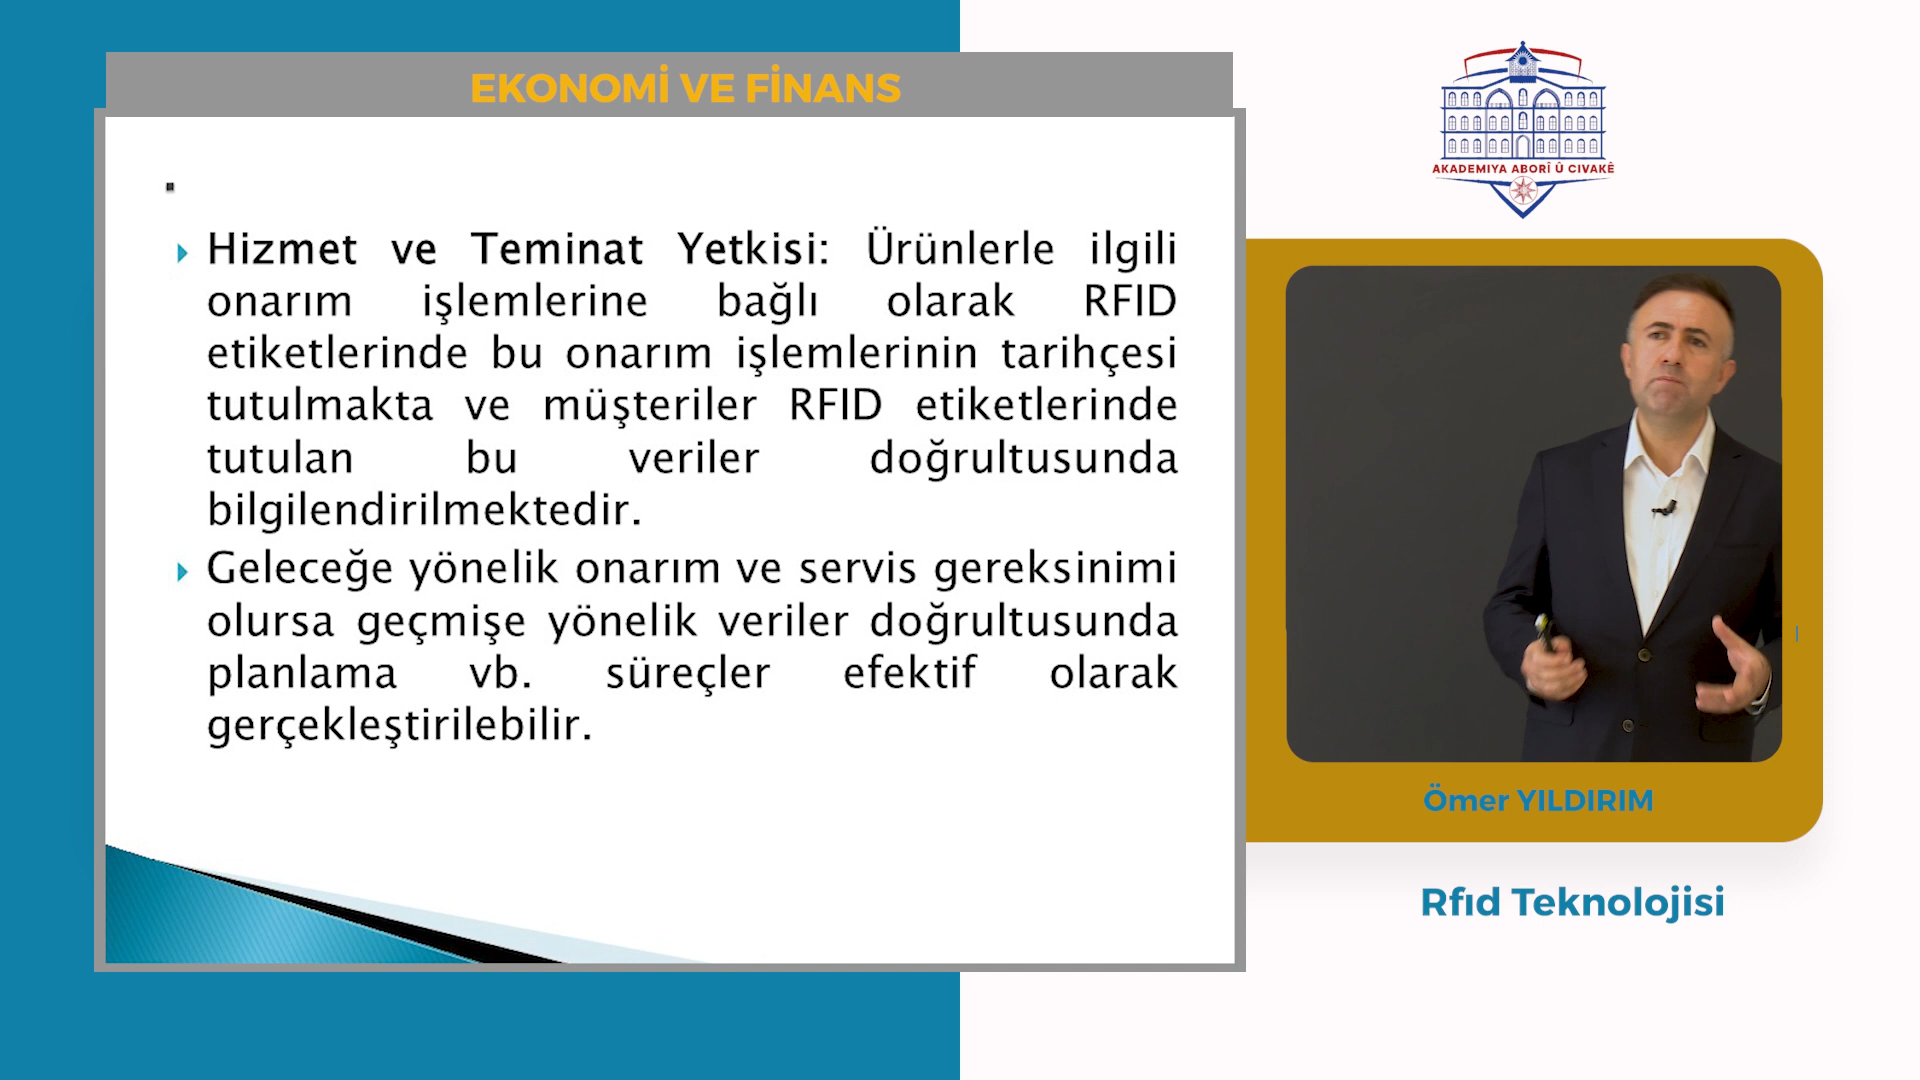 EKONOMİ VE FİNANS
Hizmet ve Teminat Yetkisi: Ürünlerle ilgili
onarım işlemlerine bağlı olarak RFID
etiketlerinde bu onarım işlemlerinin tarihçesi
tutulmakta ve müşteriler RFID etiketlerinde
tutulan bu veriler doğrultusunda
bilgilendirilmektedir.
Geleceğe yönelik onarım ve servis gereksinimi
olursa geçmişe yönelik veriler doğrultusunda
planlama vb. süreçler efektif olarak
gerçekleştirilebilir.
AKADEMIYA ABORÎ Û CIVAKÊ
Ömer YILDIRIM
Rfıd Teknolojisi